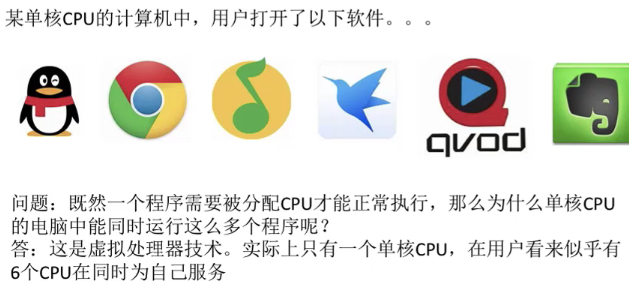 某单核CPU的计算机中，用户打开了以下软件。。。
qvod
问题：既然一个程序需要被分配CPU才能正常执行，那么为什么单核CPU
的电脑中能同时运行这么多个程序呢？
答：这是虚拟处理器技术。实际上只有一个单核CPU，在用户看来似乎有
6个CPU在同时为自己服务